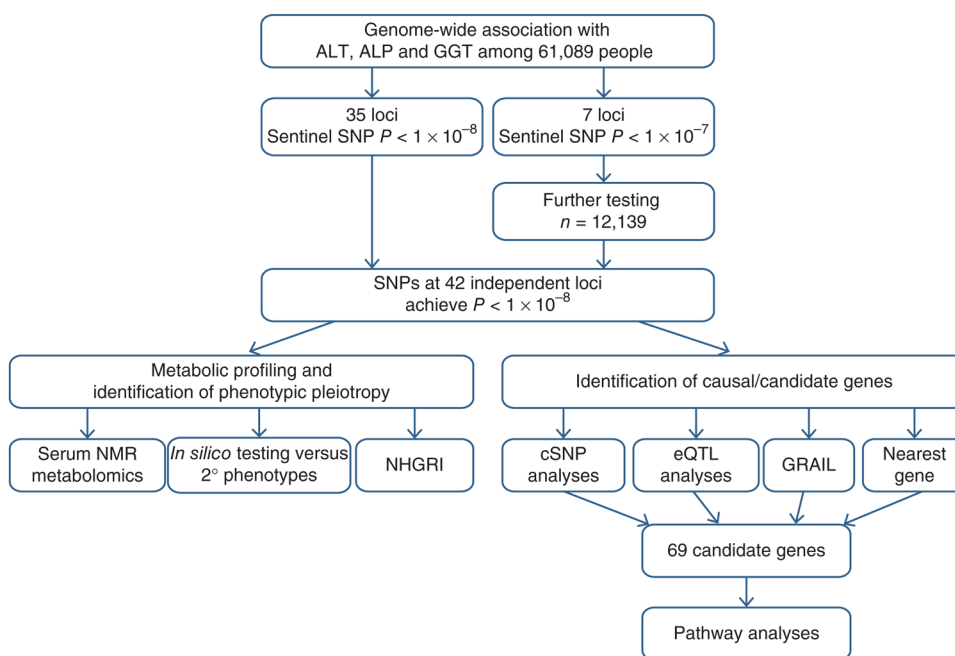 Genome-wide association with
ALT, ALP and GGT among 61,089 people
35 loci
Sentinel SNP P < 1 × 10⁻⁸
7 loci
Sentinel SNP P < 1 × 10⁻⁷
Further testing
n = 12,139
SNPs at 42 independent loci
achieve P < 1 × 10⁻⁸
Metabolic profiling and
identification of phenotypic pleiotropy
Identification of causal/candidate genes
Serum NMR
metabolomics
In silico testing versus
2° phenotypes
NHGRI
cSNP
analyses
eQTL
analyses
GRAIL
Nearest
gene
69 candidate genes
Pathway analyses